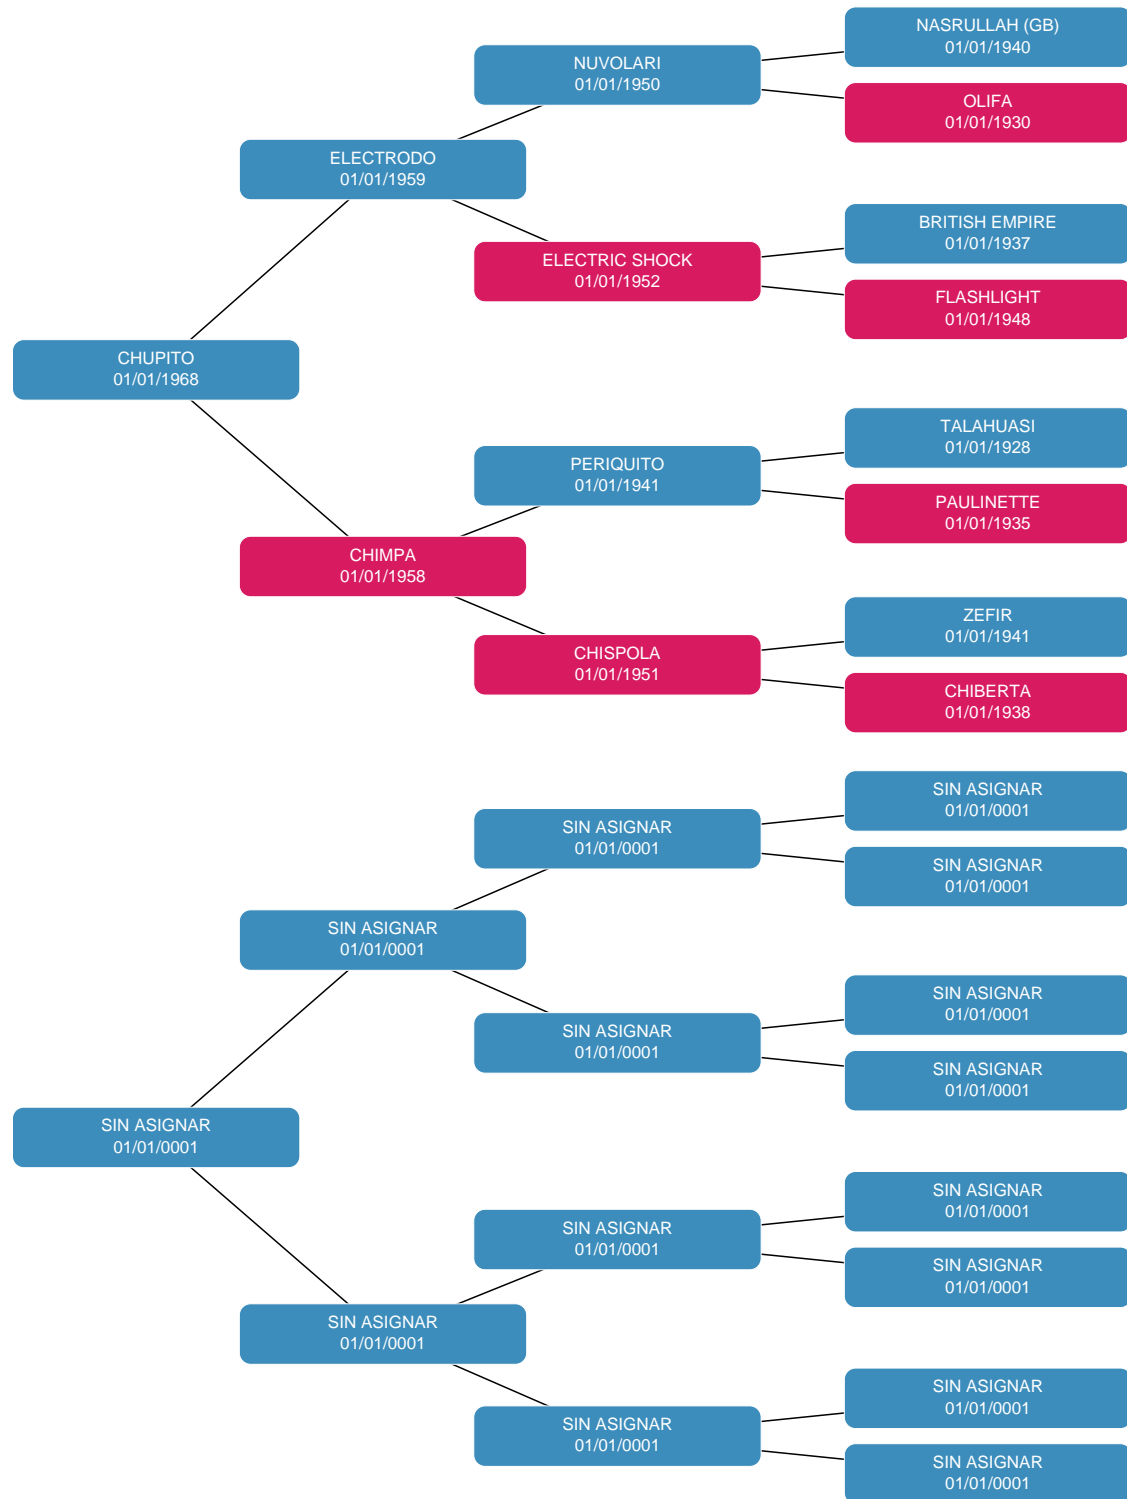 NASRULLAH (GB)
01/01/1940
NUVOLARI
01/01/1950
OLIFA
01/01/1930
ELECTRODO
01/01/1959
BRITISH EMPIRE
01/01/1937
ELECTRIC SHOCK
01/01/1952
FLASHLIGHT
01/01/1948
CHUPITO
01/01/1968
TALAHUASI
01/01/1928
PERIQUITO
01/01/1941
PAULINETTE
01/01/1935
CHIMPA
01/01/1958
ZEFIR
01/01/1941
CHISPOLA
01/01/1951
CHIBERTA
01/01/1938
SIN ASIGNAR
01/01/0001
SIN ASIGNAR
01/01/0001
SIN ASIGNAR
01/01/0001
SIN ASIGNAR
01/01/0001
SIN ASIGNAR
01/01/0001
SIN ASIGNAR
01/01/0001
SIN ASIGNAR
01/01/0001
SIN ASIGNAR
01/01/0001
SIN ASIGNAR
01/01/0001
SIN ASIGNAR
01/01/0001
SIN ASIGNAR
01/01/0001
SIN ASIGNAR
01/01/0001
SIN ASIGNAR
01/01/0001
SIN ASIGNAR
01/01/0001
SIN ASIGNAR
01/01/0001